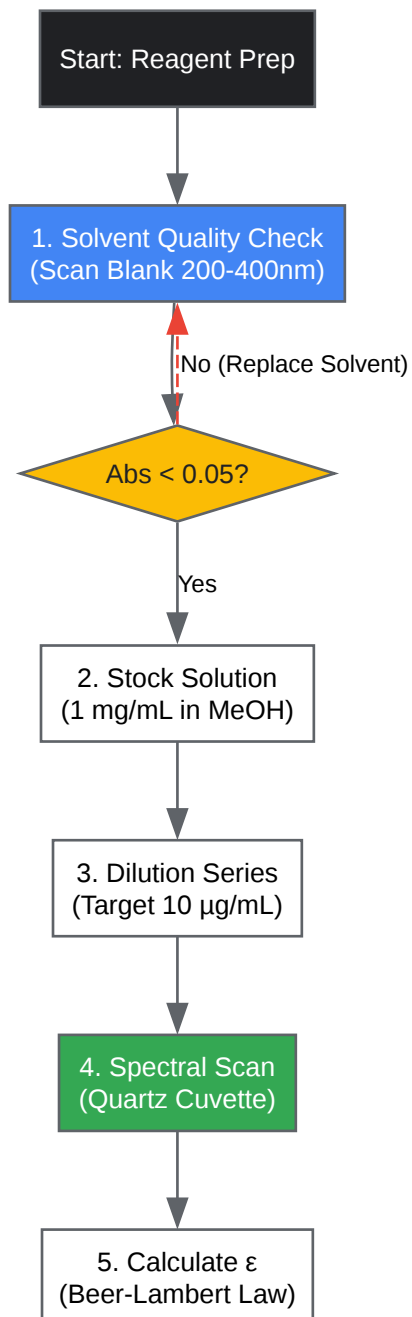 Start: Reagent Prep
1. Solvent Quality Check
(Scan Blank 200-400nm)
No (Replace Solvent)
Abs < 0.05?
Yes
2. Stock Solution
(1 mg/mL in MeOH)
3. Dilution Series
(Target 10 µg/mL)
4. Spectral Scan
(Quartz Cuvette)
5. Calculate ε
(Beer-Lambert Law)